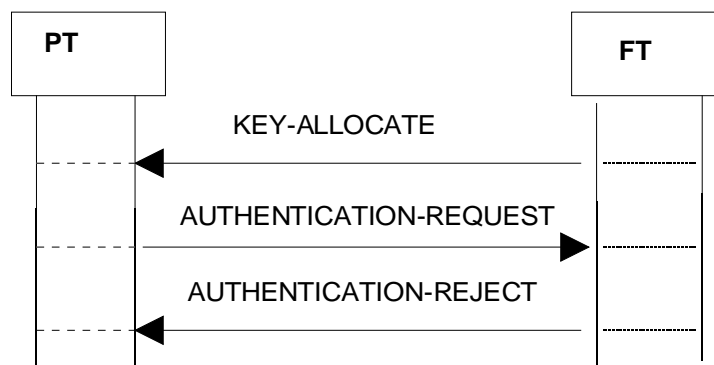 PT
FT
KEY-ALLOCATE
AUTHENTICATION-REQUEST
AUTHENTICATION-REJECT